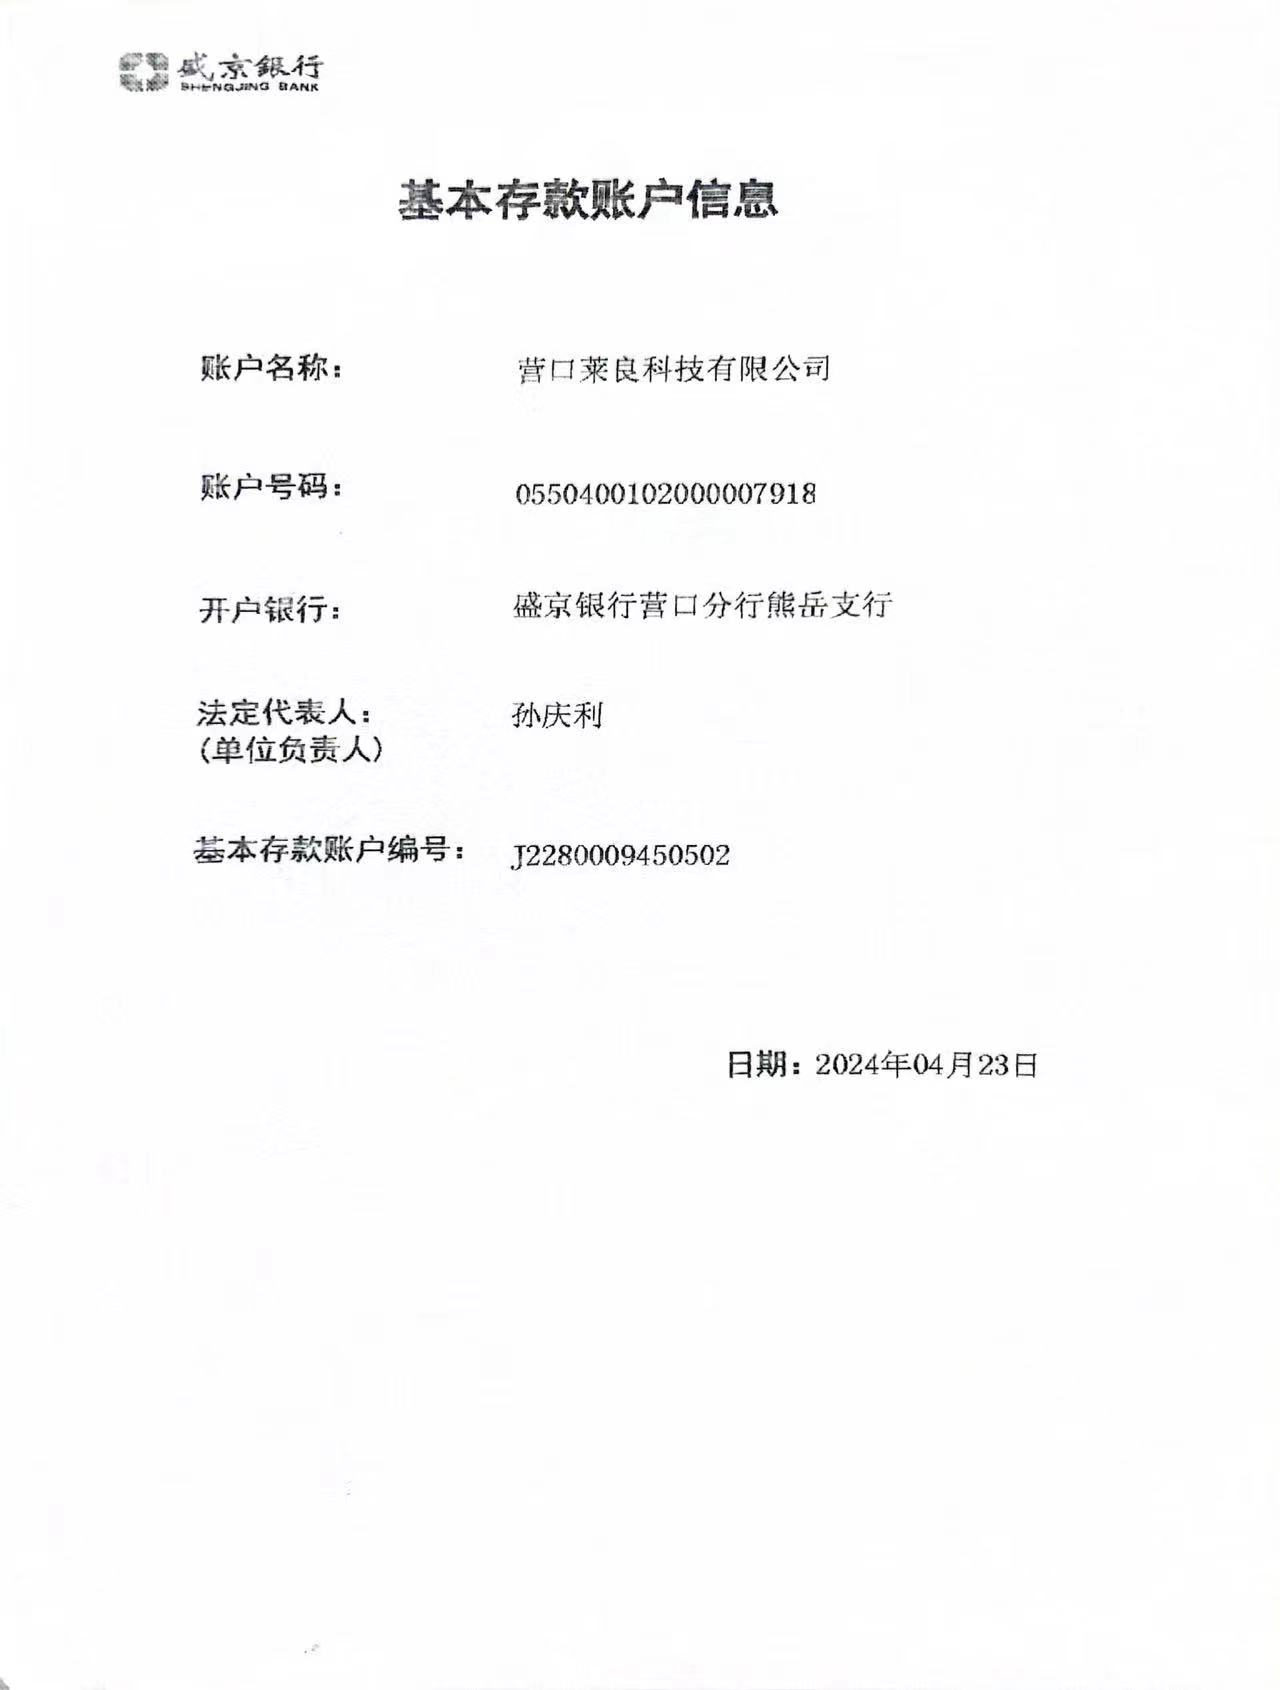 盛京銀行
SHENGJING BANK
基本存款账户信息
账户名称： 营口莱良科技有限公司
账户号码： 0550400102000007918
开户银行： 盛京银行营口分行熊岳支行
法定代表人： 孙庆利
(单位负责人)
基本存款账户编号： J2280009450502
日期：2024年04月23日